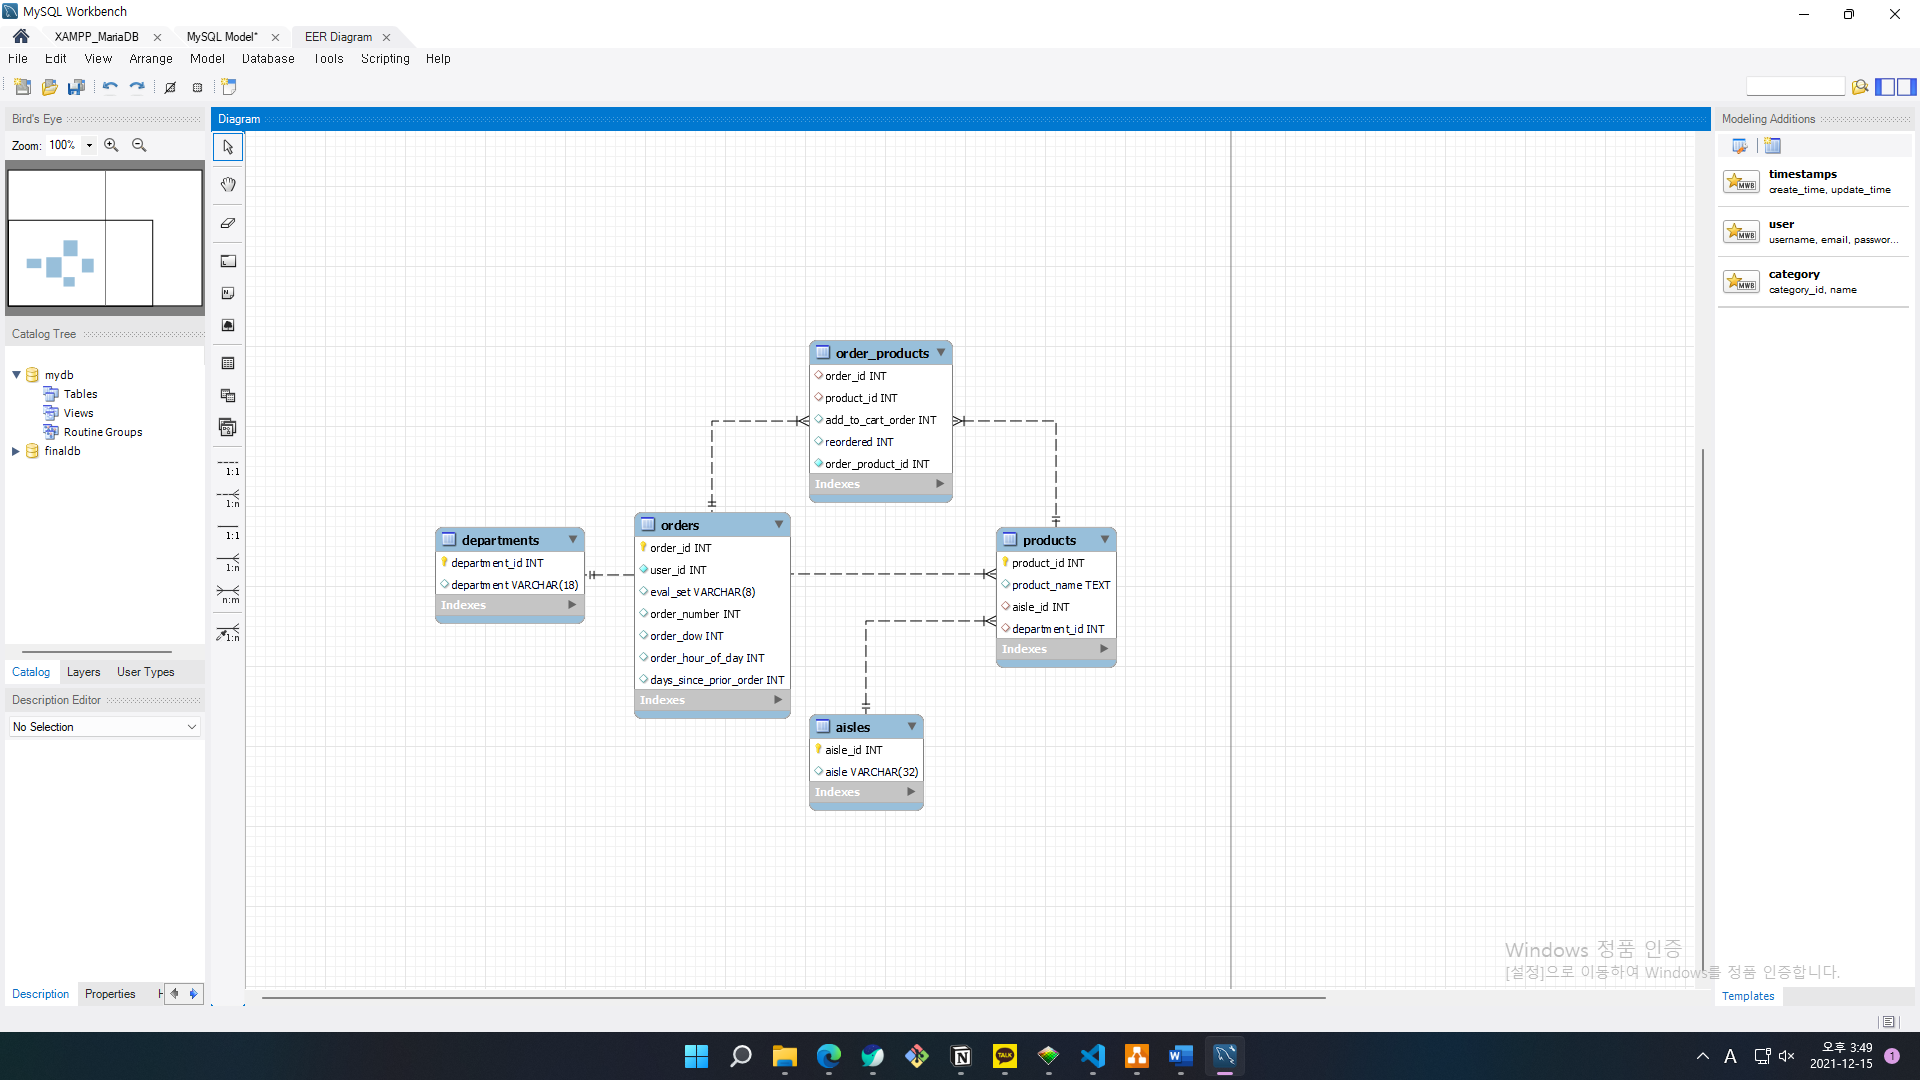 MySQL Workbench
XAMPP_MariaDB
MySQL Model*
EER Diagram
File Edit View Arrange Model Database Tools Scripting Help
Bird's Eye
Zoom: 100%
Catalog Tree
mydb
Tables
Views
Routine Groups
finaldb
Catalog Layers User Types
Description Editor
No Selection
Description Properties H
Diagram
1:1
1:n
1:1
1:n
n:m
1:n
order_products
order_id INT
product_id INT
add_to_cart_order INT
reordered INT
order_product_id INT
Indexes
departments
department_id INT
department VARCHAR(18)
Indexes
orders
order_id INT
user_id INT
eval_set VARCHAR(8)
order_number INT
order_dow INT
order_hour_of_day INT
days_since_prior_order INT
Indexes
products
product_id INT
product_name TEXT
aisle_id INT
department_id INT
Indexes
aisles
aisle_id INT
aisle VARCHAR(32)
Indexes
Modeling Additions
MWB
timestamps
create_time, update_time
MWB
user
username, email, passwor...
MWB
category
category_id, name
Windows 정품 인증
[설정]으로 이동하여 Windows를 정품 인증합니다.
Templates
N
TALK
W
A
오후 3:49
2021-12-15
1